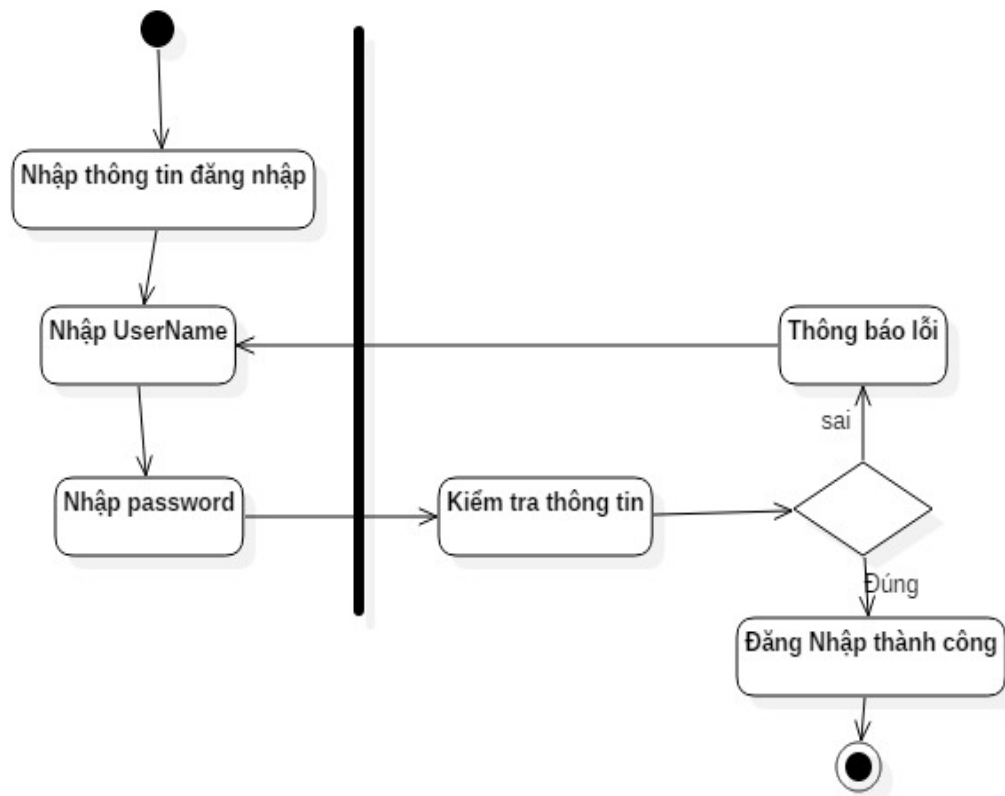 Nhập thông tin đăng nhập
Nhập UserName
Thông báo lỗi
sai
Nhập password
Kiểm tra thông tin
Đúng
Đăng Nhập thành công